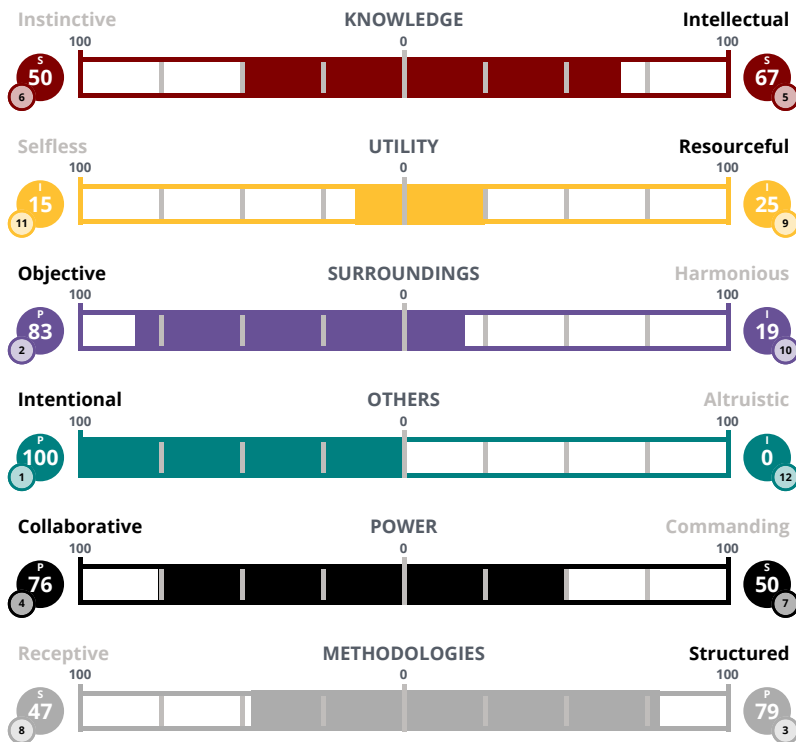 Instinctive KNOWLEDGE Intellectual
100 0 100
S S
50 67
6 5
Selfless UTILITY Resourceful
100 0 100
I I
15 25
11 9
Objective SURROUNDINGS Harmonious
100 0 100
P I
83 19
2 10
Intentional OTHERS Altruistic
100 0 100
P I
100 0
1 12
Collaborative POWER Commanding
100 0 100
P S
76 50
4 7
Receptive METHODOLOGIES Structured
100 0 100
S P
47 79
8 3